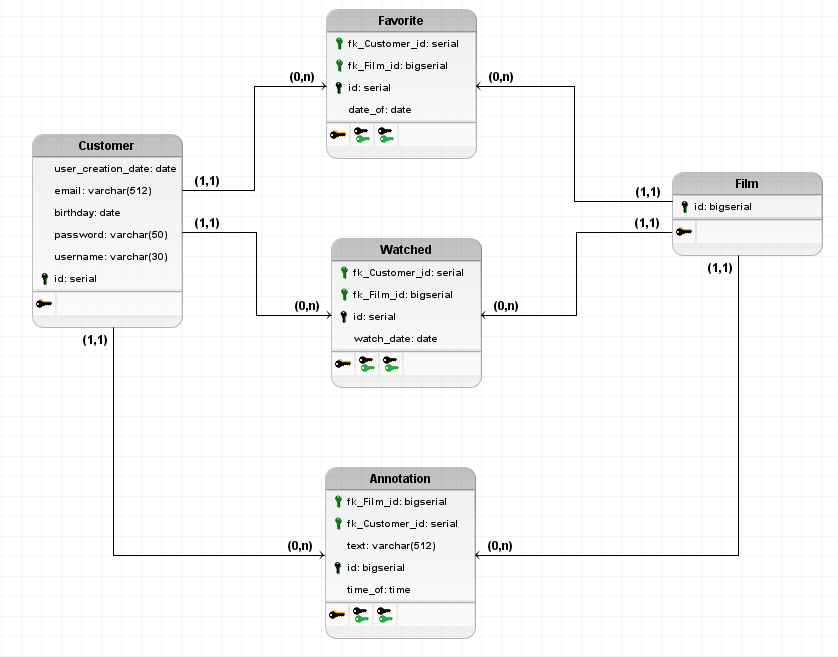 Favorite
fk_Customer_id: serial
fk_Film_id: bigserial
id: serial
date_of: date
(0,n)
(0,n)
Customer
user_creation_date: date
email: varchar(512)
birthday: date
password: varchar(50)
username: varchar(30)
id: serial
(1,1)
(1,1)
(1,1)
Film
id: bigserial
(1,1)
(1,1)
(1,1)
Watched
fk_Customer_id: serial
fk_Film_id: bigserial
id: serial
watch_date: date
(0,n)
(0,n)
Annotation
fk_Film_id: bigserial
fk_Customer_id: serial
text: varchar(512)
id: bigserial
time_of: time
(0,n)
(0,n)